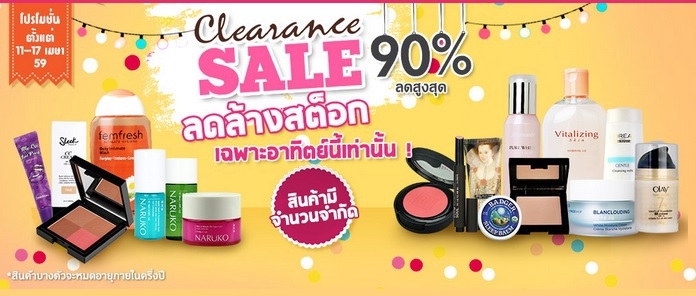 โปรโมชั่น
ตั้งแต่
11-17 เมษา
59
Clearance
SALE
90%
ลดสูงสุด
ลดล้างสต็อก
เฉพาะอาทิตย์นี้เท่านั้น !
สินค้ามี
จำนวนจำกัด
Sleek
femfresh
NARUKO
NARUKO
NARUKO
BADGER
SLEEP BALM
Vitalizing
GENTLE
BLANCLOUDING
OLAY
*สินค้าบางตัวจะหมดอายุภายในครึ่งปี